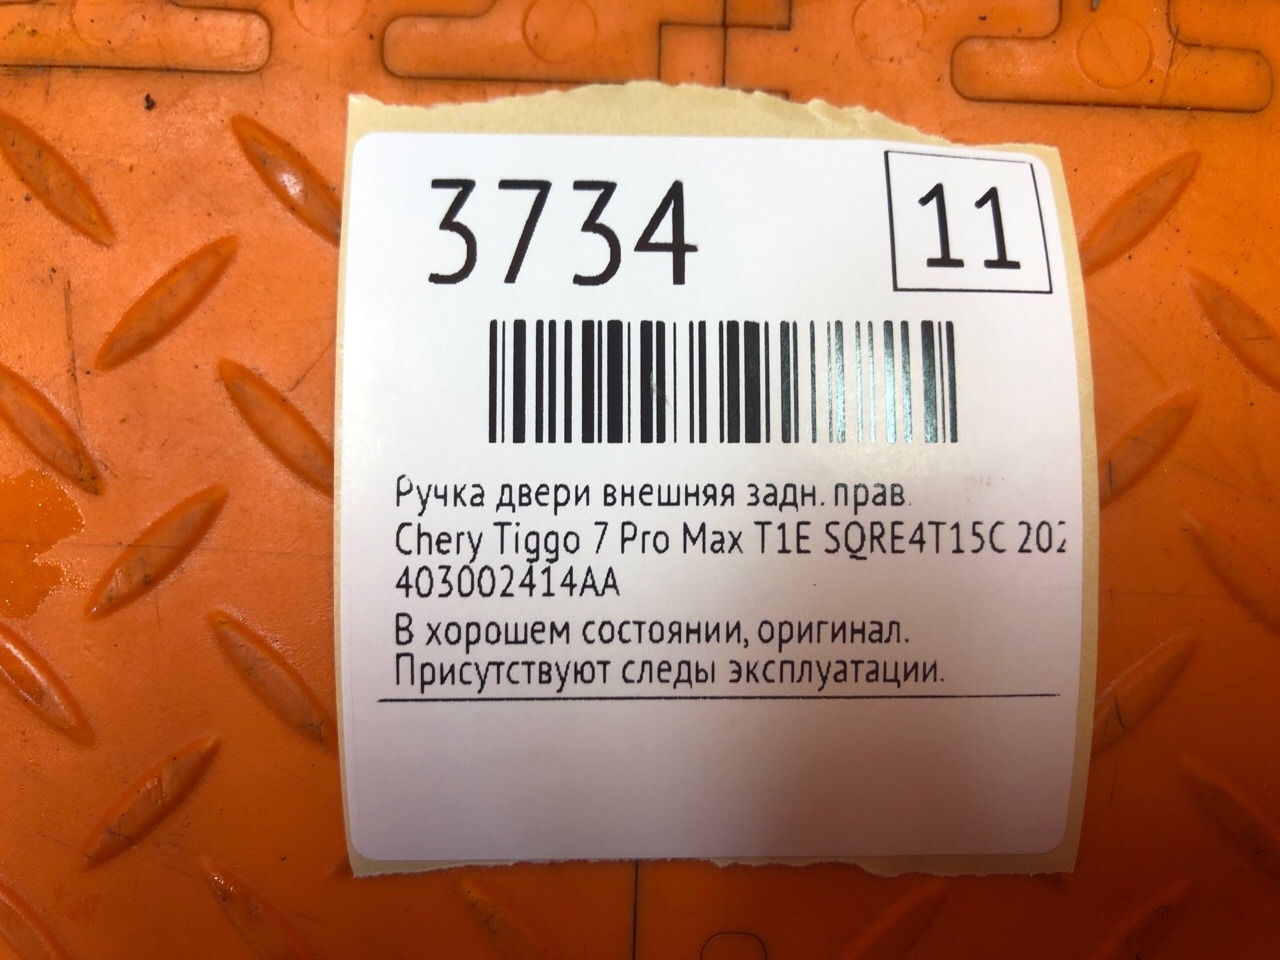 3734
11
Ручка двери внешняя задн. прав.
Chery Tiggo 7 Pro Max T1E SQRE4T15C 202
403002414AA
В хорошем состоянии, оригинал.
Присутствуют следы эксплуатации.